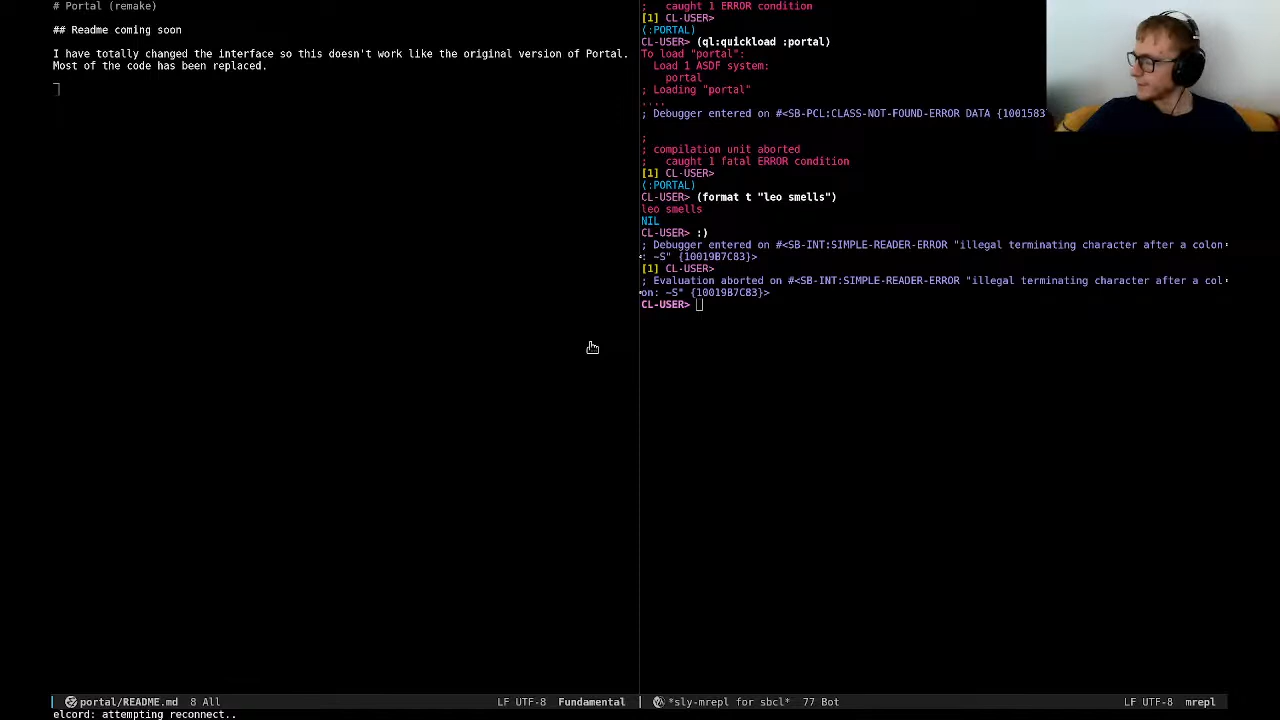 # Portal (remake)
## Readme coming soon
I have totally changed the interface so this doesn't work like the original version of Portal.
Most of the code has been replaced.
; caught 1 ERROR condition
[1] CL-USER>
(:PORTAL)
CL-USER> (ql:quickload :portal)
To load "portal":
Load 1 ASDF system:
portal
; Loading "portal"
....
; Debugger entered on #<SB-PCL:CLASS-NOT-FOUND-ERROR DATA {1001583
;
; compilation unit aborted
; caught 1 fatal ERROR condition
[1] CL-USER>
(:PORTAL)
CL-USER> (format t "leo smells")
leo smells
NIL
CL-USER> :)
; Debugger entered on #<SB-INT:SIMPLE-READER-ERROR "illegal terminating character after a colon
: ~S" {10019B7C83}>
[1] CL-USER>
; Evaluation aborted on #<SB-INT:SIMPLE-READER-ERROR "illegal terminating character after a col
on: ~S" {10019B7C83}>
CL-USER>
portal/README.md 8 All LF UTF-8 Fundamental
*sly-mrepl for sbcl* 77 Bot LF UTF-8 mrepl
elcord: attempting reconnect..